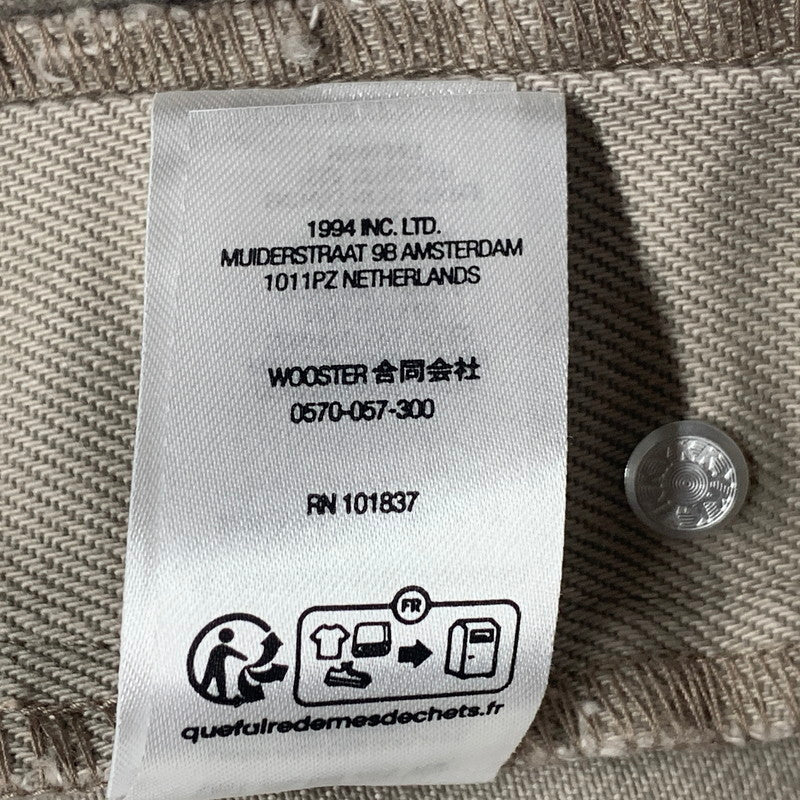 1994 INC. LTD.
MUIDERSTRAAT 9B AMSTERDAM
1011PZ NETHERLANDS
WOOSTER 合同会社
0570-057-300
RN 101837
FR
quefairedemesdechets.fr